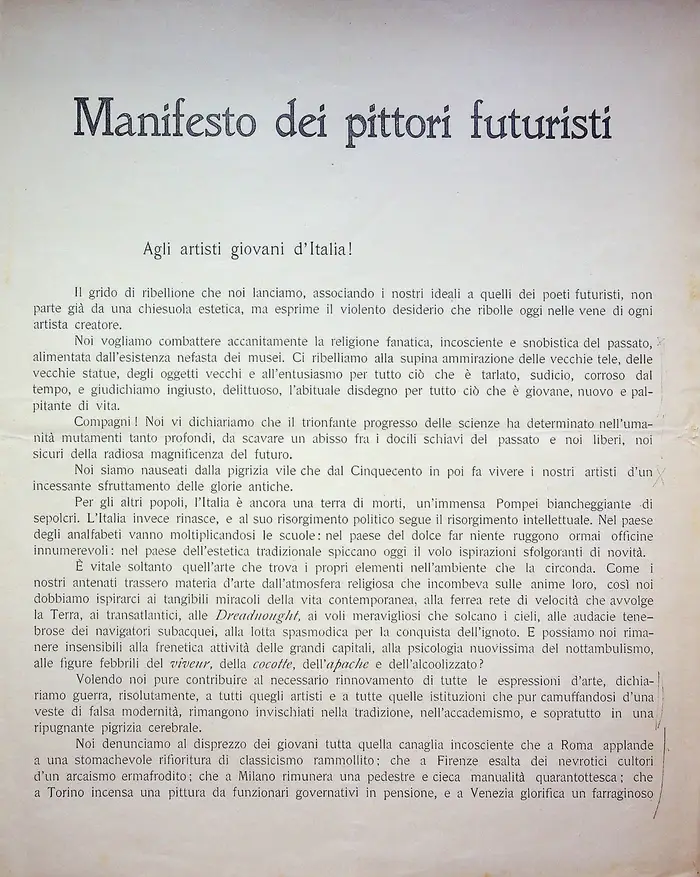 Manifesto dei pittori futuristi
Agli artisti giovani d'Italia!
Il grido di ribellione che noi lanciamo, associando i nostri ideali a quelli dei poeti futuristi, non
parte già da una chiesuola estetica, ma esprime il violento desiderio che ribolle oggi nelle vene di ogni
artista creatore.
Noi vogliamo combattere accanitamente la religione fanatica, incosciente e snobistica del passato,
alimentata dall'esistenza nefasta dei musei. Ci ribelliamo alla supina ammirazione delle vecchie tele, delle
vecchie statue, degli oggetti vecchi e all'entusiasmo per tutto ciò che è tarlato, sudicio, corroso dal
tempo, e giudichiamo ingiusto, delittuoso, l'abituale disdegno per tutto ciò che è giovane, nuovo e pal-
pitante di vita.
Compagni! Noi vi dichiariamo che il trionfante progresso delle scienze ha determinato nell'uma-
nità mutamenti tanto profondi, da scavare un abisso fra i docili schiavi del passato e noi liberi, noi
sicuri della radiosa magnificenza del futuro.
Noi siamo nauseati dalla pigrizia vile che dal Cinquecento in poi fa vivere i nostri artisti d'un
incessante sfruttamento delle glorie antiche.
Per gli altri popoli, l'Italia è ancora una terra di morti, un'immensa Pompei biancheggiante di
sepolcri. L'Italia invece rinasce, e al suo risorgimento politico segue il risorgimento intellettuale. Nel paese
degli analfabeti vanno moltiplicandosi le scuole: nel paese del dolce far niente ruggono ormai officine
innumerevoli: nel paese dell'estetica tradizionale spiccano oggi il volo ispirazioni sfolgoranti di novità.
È vitale soltanto quell'arte che trova i propri elementi nell'ambiente che la circonda. Come i
nostri antenati trassero materia d'arte dall'atmosfera religiosa che incombeva sulle anime loro, così noi
dobbiamo ispirarci ai tangibili miracoli della vita contemporanea, alla ferrea rete di velocità che avvolge
la Terra, ai transatlantici, alle Dreadnought, ai voli meravigliosi che solcano i cieli, alle audacie tene-
brose dei navigatori subacquei, alla lotta spasmodica per la conquista dell'ignoto. E possiamo noi rima-
nere insensibili alla frenetica attività delle grandi capitali, alla psicologia nuovissima del nottambulismo,
alle figure febbrili del viveur, della cocotte, dell'apache e dell'alcoolizzato?
Volendo noi pure contribuire al necessario rinnovamento di tutte le espressioni d'arte, dichia-
riamo guerra, risolutamente, a tutti quegli artisti e a tutte quelle istituzioni che pur camuffandosi d'una
veste di falsa modernità, rimangono invischiati nella tradizione, nell'accademismo, e sopratutto in una
ripugnante pigrizia cerebrale.
Noi denunciamo al disprezzo dei giovani tutta quella canaglia incosciente che a Roma applaude
a una stomachevole rifioritura di classicismo rammollito; che a Firenze esalta dei nevrotici cultori
d'un arcaismo ermafrodito; che a Milano rimunera una pedestre e cieca manualità quarantottesca; che
a Torino incensa una pittura da funzionari governativi in pensione, e a Venezia glorifica un farraginoso